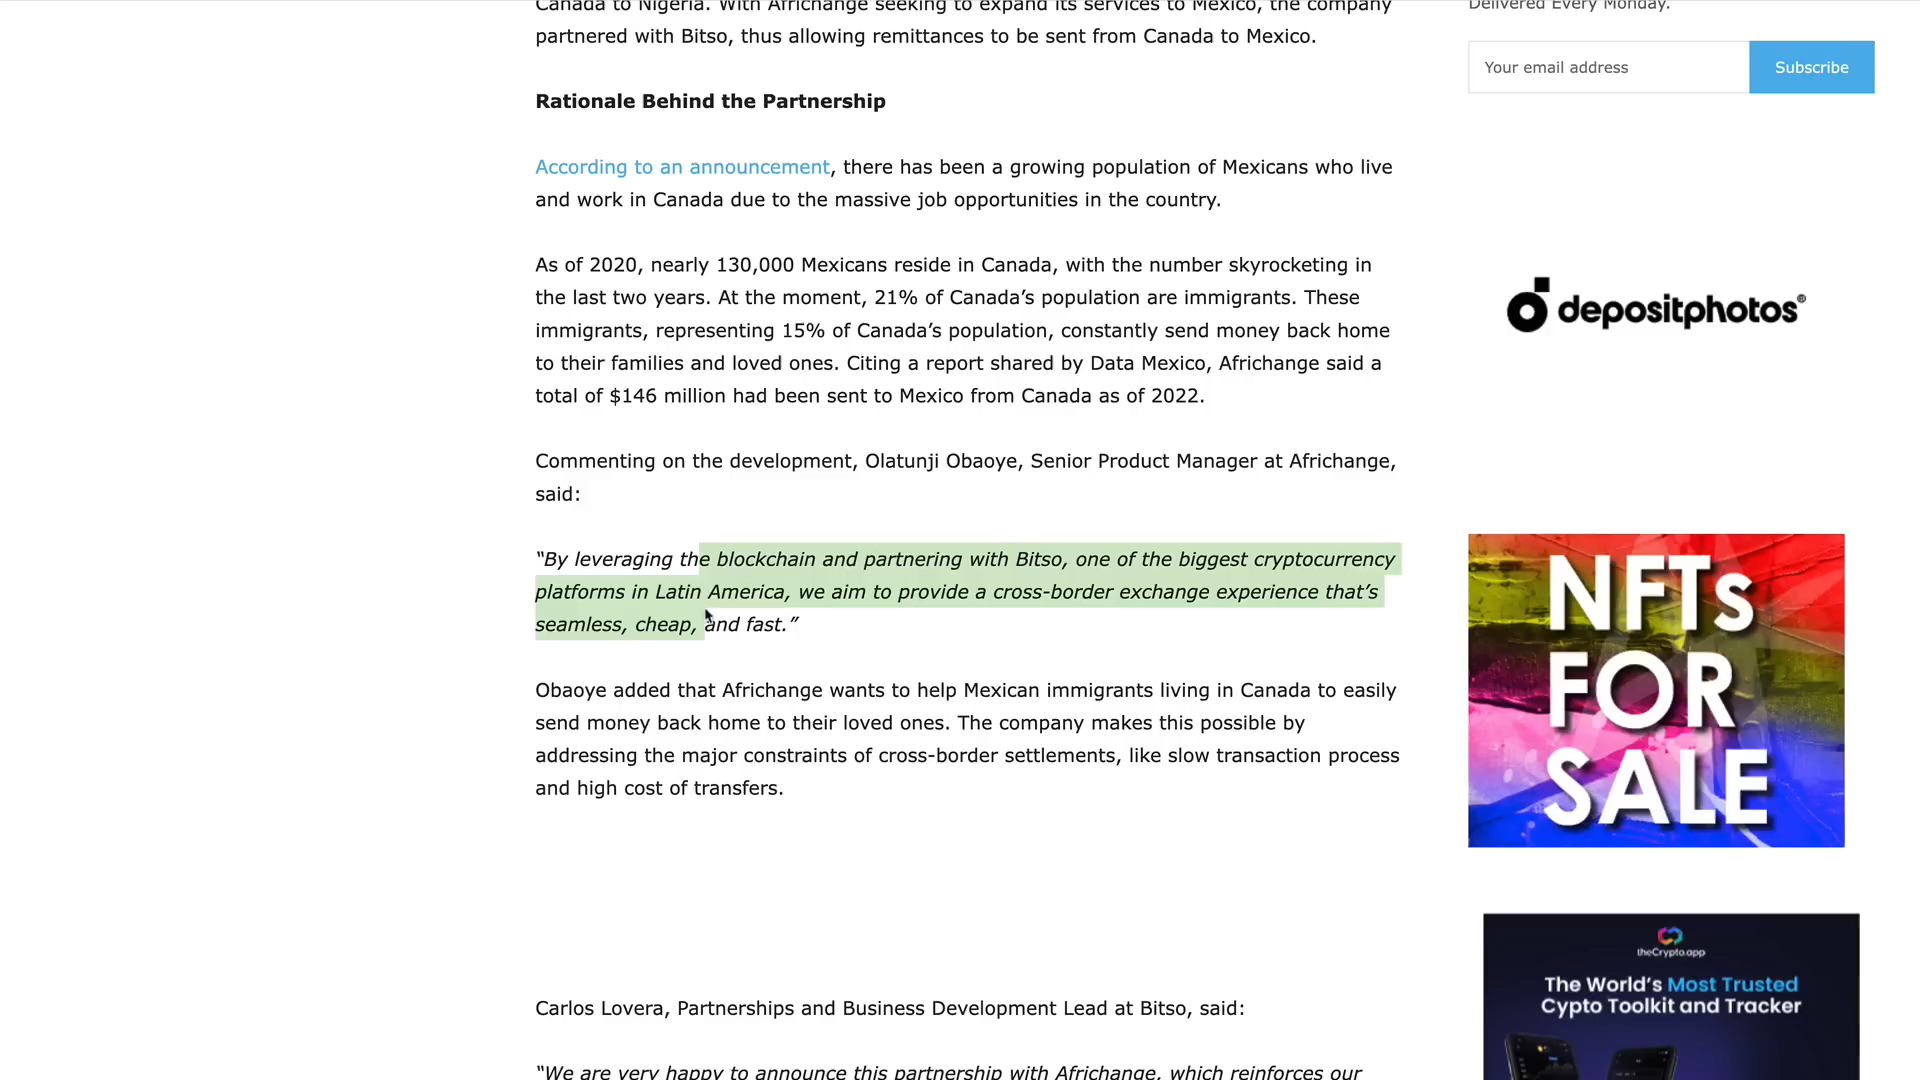 Canada to Nigeria. With Africhange seeking to expand its services to Mexico, the company
partnered with Bitso, thus allowing remittances to be sent from Canada to Mexico.
Rationale Behind the Partnership
According to an announcement, there has been a growing population of Mexicans who live
and work in Canada due to the massive job opportunities in the country.
As of 2020, nearly 130,000 Mexicans reside in Canada, with the number skyrocketing in
the last two years. At the moment, 21% of Canada’s population are immigrants. These
immigrants, representing 15% of Canada’s population, constantly send money back home
to their families and loved ones. Citing a report shared by Data Mexico, Africhange said a
total of $146 million had been sent to Mexico from Canada as of 2022.
Commenting on the development, Olatunji Obaoye, Senior Product Manager at Africhange,
said:
“By leveraging the blockchain and partnering with Bitso, one of the biggest cryptocurrency
platforms in Latin America, we aim to provide a cross-border exchange experience that’s
seamless, cheap, and fast.”
Obaoye added that Africhange wants to help Mexican immigrants living in Canada to easily
send money back home to their loved ones. The company makes this possible by
addressing the major constraints of cross-border settlements, like slow transaction process
and high cost of transfers.
Carlos Lovera, Partnerships and Business Development Lead at Bitso, said:
“We are very happy to announce this partnership with Africhange, which reinforces our
Delivered Every Monday.
Your email address
Subscribe
depositphotos®
NFTs
FOR
SALE
theCrypto.app
The World’s Most Trusted
Cypto Toolkit and Tracker